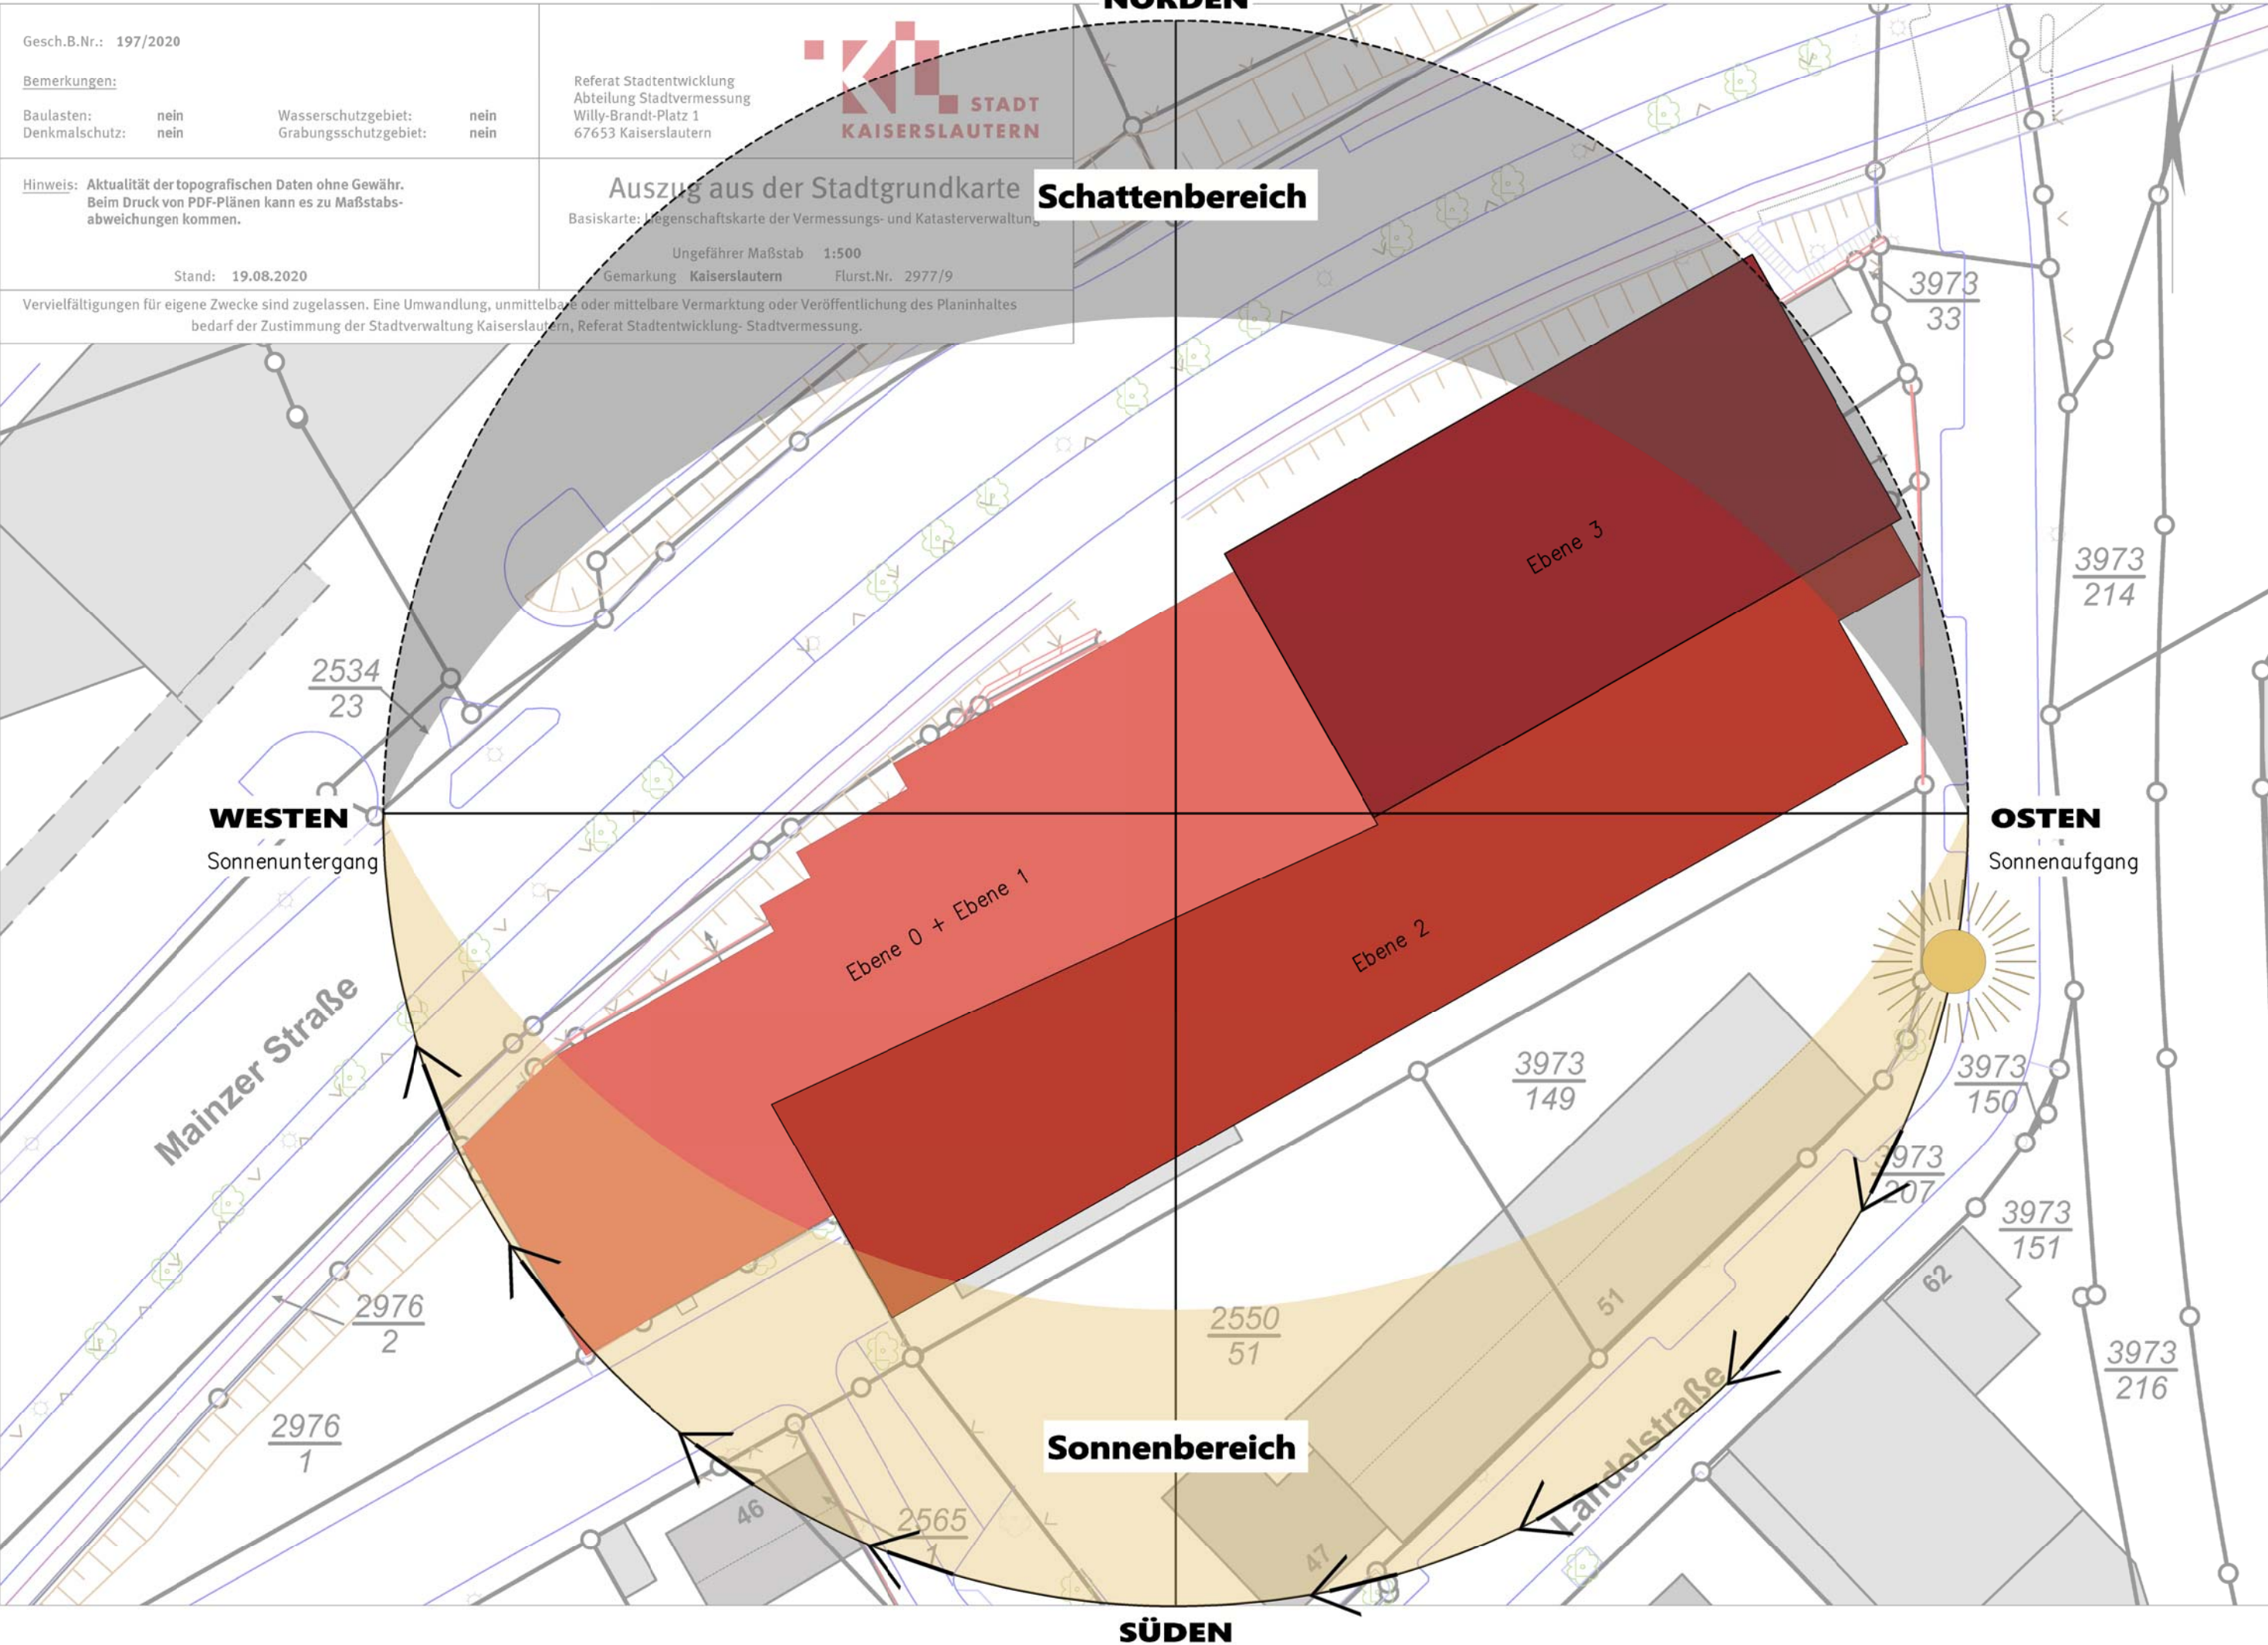 NORDEN
Gesch.B.Nr.: 197/2020
Bemerkungen:
Baulasten: nein Wasserschutzgebiet: nein
Denkmalschutz: nein Grabungsschutzgebiet: nein
Referat Stadtentwicklung
Abteilung Stadtvermessung
Willy-Brandt-Platz 1
67653 Kaiserslautern
KL
STADT
KAISERSLAUTERN
Hinweis: Aktualität der topografischen Daten ohne Gewähr.
Beim Druck von PDF-Plänen kann es zu Maßstabs-
abweichungen kommen.
Stand: 19.08.2020
Auszug aus der Stadtgrundkarte
Basiskarte: Liegenschaftskarte der Vermessungs- und Katasterverwaltung
Ungefährer Maßstab 1:500
Gemarkung Kaiserslautern Flurst.Nr. 2977/9
Vervielfältigungen für eigene Zwecke sind zugelassen. Eine Umwandlung, unmittelbare oder mittelbare Vermarktung oder Veröffentlichung des Planinhaltes
bedarf der Zustimmung der Stadtverwaltung Kaiserslautern, Referat Stadtentwicklung- Stadtvermessung.
Schattenbereich
3973
33
Ebene 3
3973
214
2534
23
WESTEN
Sonnenuntergang
OSTEN
Sonnenaufgang
Ebene 0 + Ebene 1
Ebene 2
Mainzer Straße
3973
149
3973
150
3973
207
3973
151
62
2976
2
2550
51
51
3973
216
2976
1
Sonnenbereich
Landelstraße
46
2565
1
47
SÜDEN